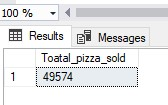 100 %
Results Messages
Toatal_pizza_sold
1 49574